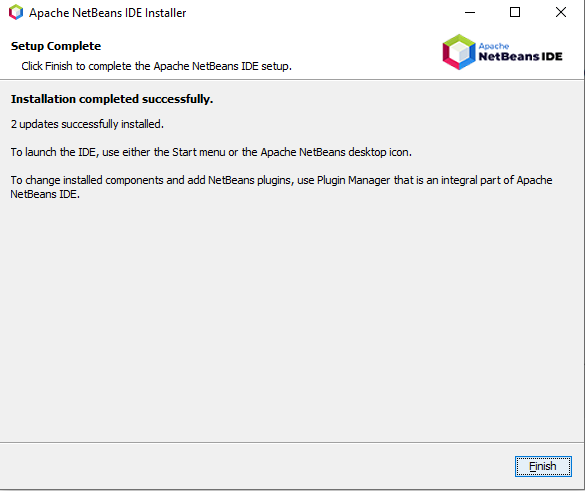 Apache NetBeans IDE Installer
Setup Complete
Click Finish to complete the Apache NetBeans IDE setup.
Apache
NetBeans IDE
Installation completed successfully.
2 updates successfully installed.
To launch the IDE, use either the Start menu or the Apache NetBeans desktop icon.
To change installed components and add NetBeans plugins, use Plugin Manager that is an integral part of Apache
NetBeans IDE.
Finish